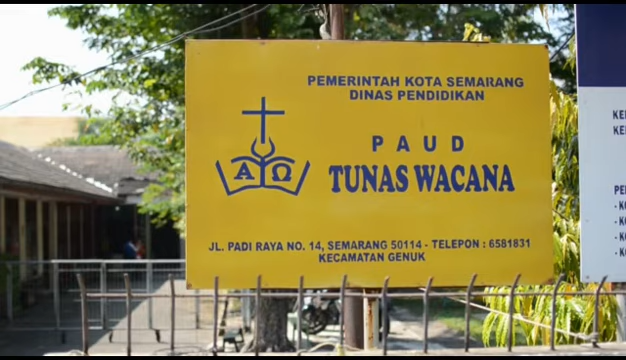 PEMERINTAH KOTA SEMARANG
DINAS PENDIDIKAN
PAUD
TUNAS WACANA
A Ω
JL. PADI RAYA NO. 14, SEMARANG 50114 - TELEPON : 6581831
KECAMATAN GENUK